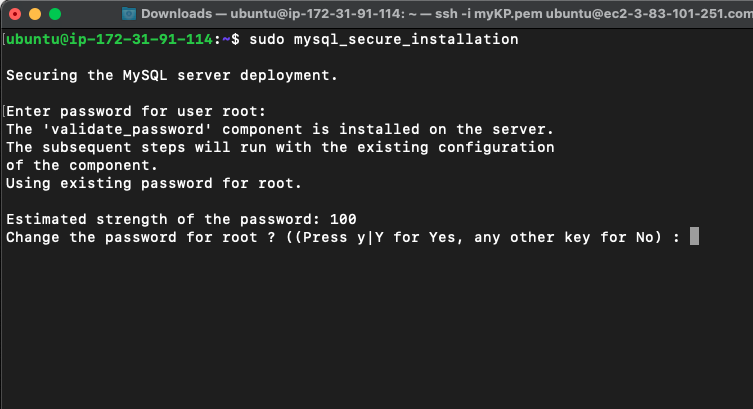 Downloads — ubuntu@ip-172-31-91-114: ~ — ssh -i myKP.pem ubuntu@ec2-3-83-101-251.com
ubuntu@ip-172-31-91-114:~$ sudo mysql_secure_installation
Securing the MySQL server deployment.
Enter password for user root:
The 'validate_password' component is installed on the server.
The subsequent steps will run with the existing configuration
of the component.
Using existing password for root.
Estimated strength of the password: 100
Change the password for root ? ((Press y|Y for Yes, any other key for No) :